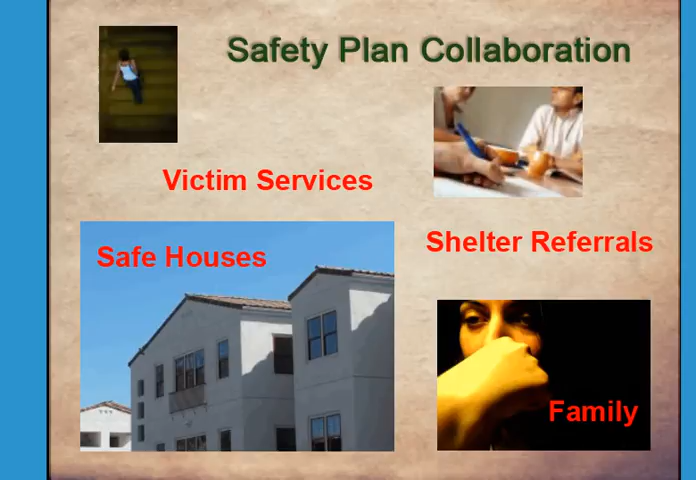 Safety Plan Collaboration
Victim Services
Shelter Referrals
Safe Houses
Family